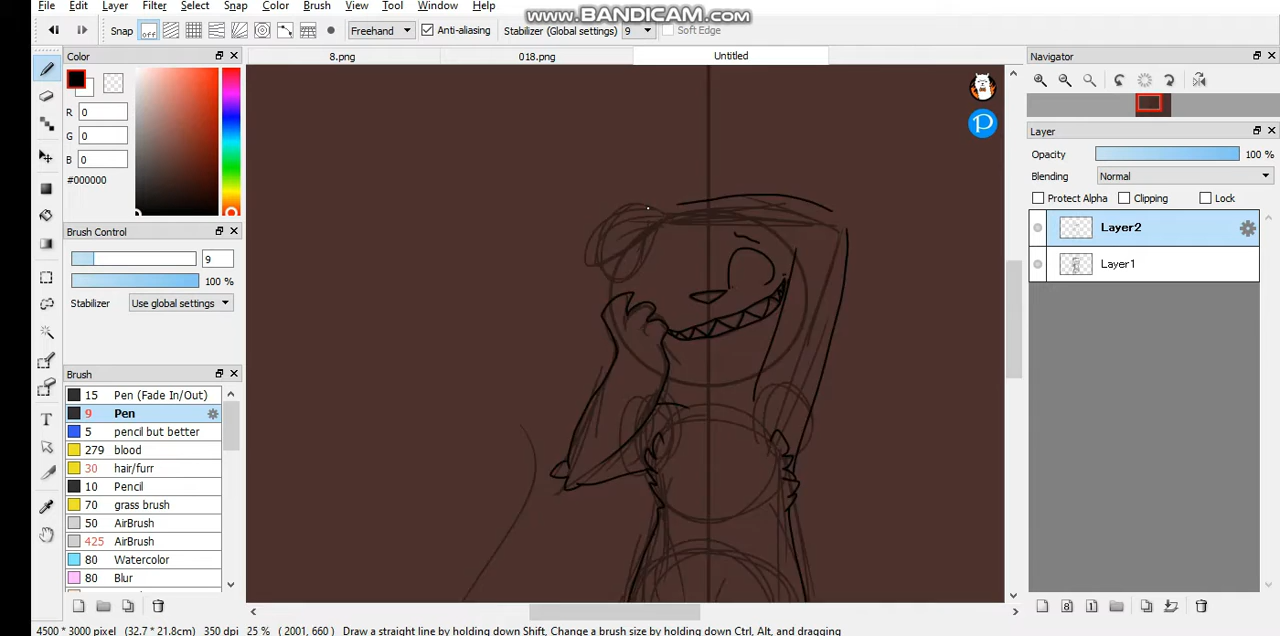 www.BANDICAM.com
File Edit Layer Filter Select Snap Color Brush View Tool Window Help
Snap off Freehand Anti-aliasing Stabilizer (Global settings) 9 Soft Edge
8.png 018.png Untitled
Color
R 0
G 0
B 0
#000000
Brush Control
9
100 %
Stabilizer Use global settings
Brush
15 Pen (Fade In/Out)
9 Pen
5 pencil but better
279 blood
30 hair/furr
10 Pencil
70 grass brush
50 AirBrush
425 AirBrush
80 Watercolor
80 Blur
P
Navigator
Layer
Opacity 100 %
Blending Normal
Protect Alpha Clipping Lock
Layer2
Layer1
8 1
4500 * 3000 pixel (32.7 * 21.8cm) 350 dpi 25 % ( 2001, 660 ) Draw a straight line by holding down Shift, Change a brush size by holding down Ctrl, Alt, and dragging